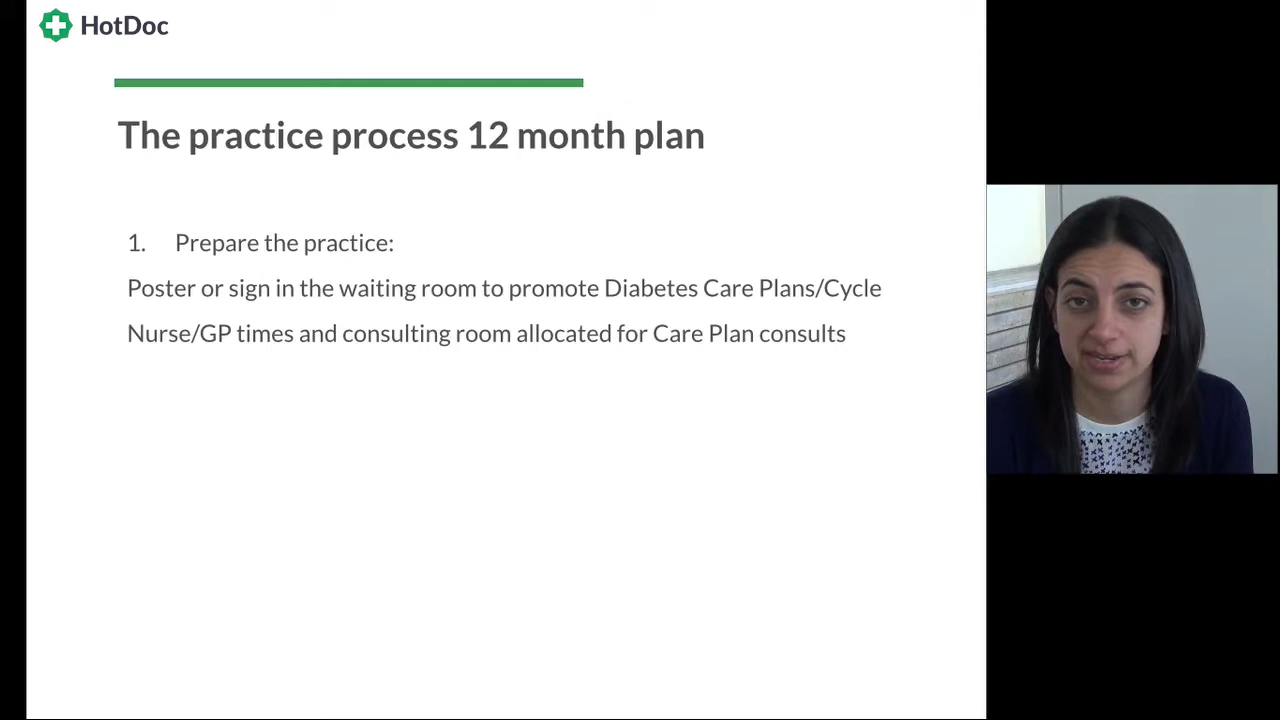 HotDoc
The practice process 12 month plan
1. Prepare the practice:
Poster or sign in the waiting room to promote Diabetes Care Plans/Cycle
Nurse/GP times and consulting room allocated for Care Plan consults